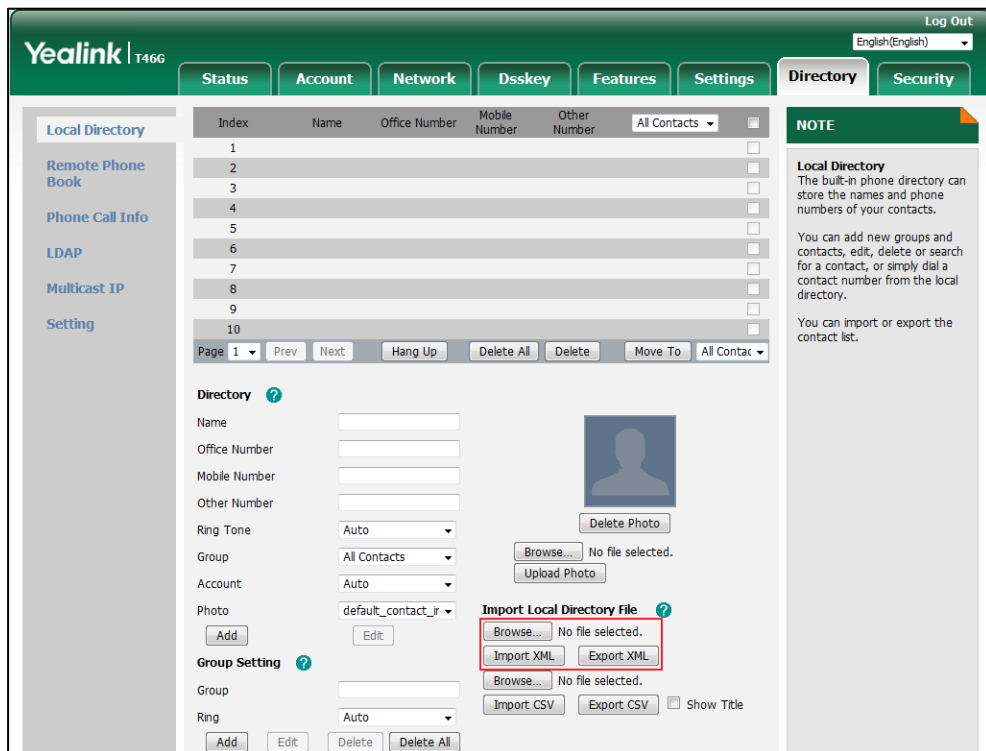 Log Out
English(English)
Yealink | T46G
Status Account Network Dsskey Features Settings Directory Security
Local Directory
Remote Phone
Book
Phone Call Info
LDAP
Multicast IP
Setting
Index Name Office Number Mobile Number Other Number All Contacts
1
2
3
4
5
6
7
8
9
10
Page 1 Prev Next Hang Up Delete All Delete Move To All Contac
Directory ?
Name
Office Number
Mobile Number
Other Number
Ring Tone Auto
Group All Contacts
Account Auto
Photo default_contact_ir
Add Edit
Delete Photo
Browse... No file selected.
Upload Photo
Import Local Directory File ?
Browse... No file selected.
Import XML Export XML
Browse... No file selected.
Import CSV Export CSV Show Title
Group Setting ?
Group
Ring Auto
Add Edit Delete Delete All
NOTE
Local Directory
The built-in phone directory can
store the names and phone
numbers of your contacts.
You can add new groups and
contacts, edit, delete or search
for a contact, or simply dial a
contact number from the local
directory.
You can import or export the
contact list.